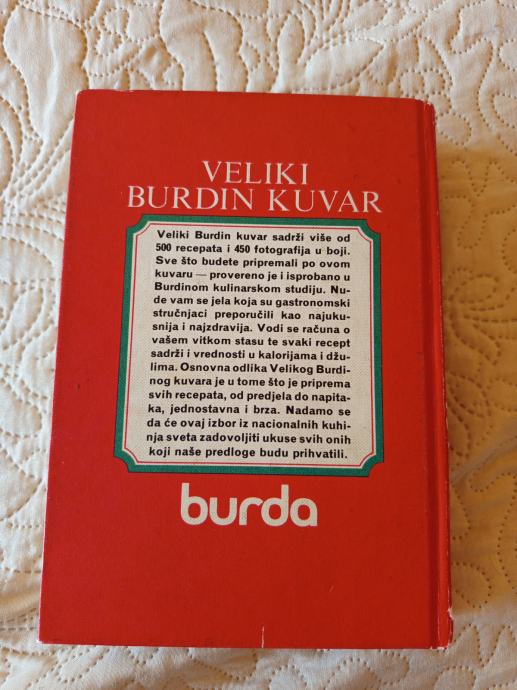 VELIKI
BURDIN KUVAR
Veliki Burdin kuvar sadrži više od
500 recepata i 450 fotografija u boji.
Sve što budete pripremali po ovom
kuvaru — provereno je i isprobano u
Burdinom kulinarskom studiju. Nu-
de vam se jela koja su gastronomski
stručnjaci preporučili kao najuku-
snija i najzdravija. Vodi se računa o
vašem vitkom stasu te svaki recept
sadrži i vrednosti u kalorijama i džu-
lima. Osnovna odlika Velikog Burdi-
nog kuvara je u tome što je priprema
svih recepata, od predjela do napita-
ka, jednostavna i brza. Nadamo se
da će ovaj izbor iz nacionalnih kuhi-
nja sveta zadovoljiti ukuse svih onih
koji naše predloge budu prihvatili.
burda